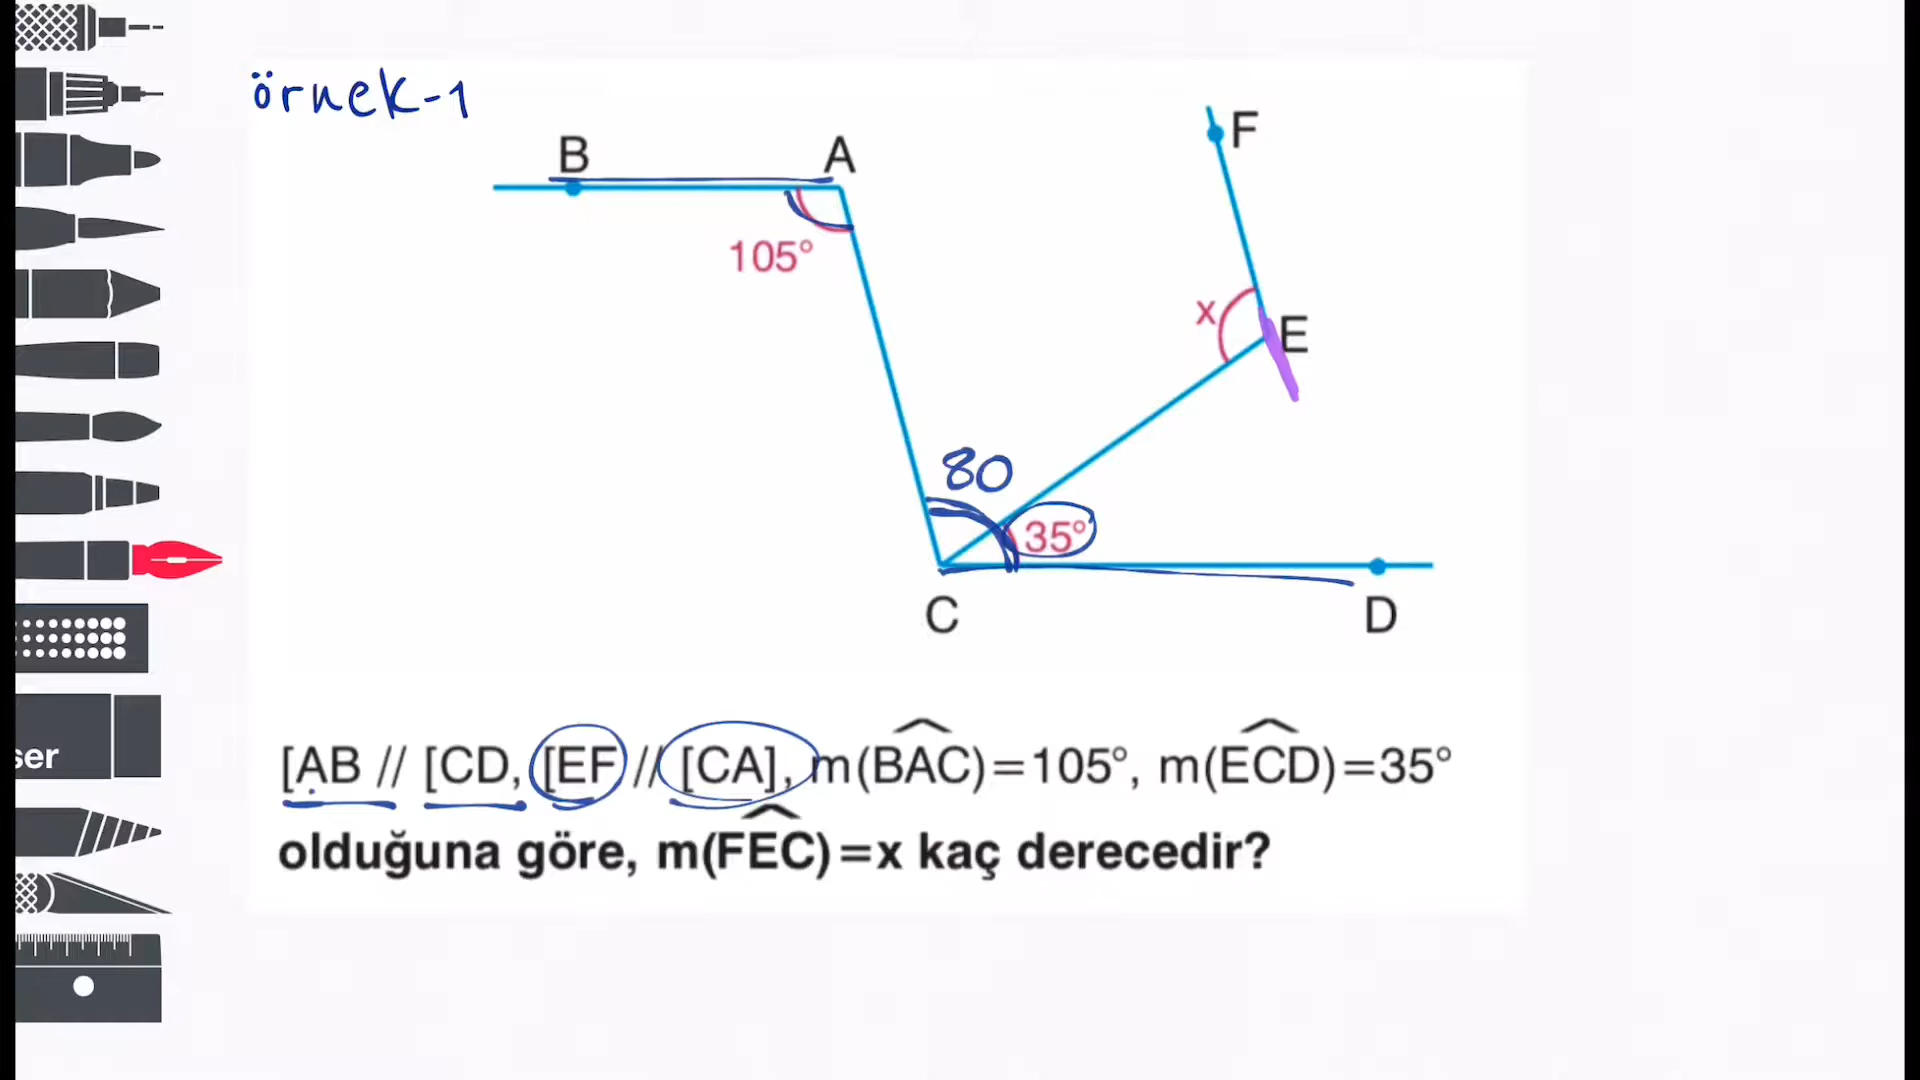 örnek-1
B A F
105°
x E
80
35°
C D
[AB // [CD, [EF // [CA], m(BAC)=105°, m(ECD)=35°
olduğuna göre, m(FEC)=x kaç derecedir?
ser